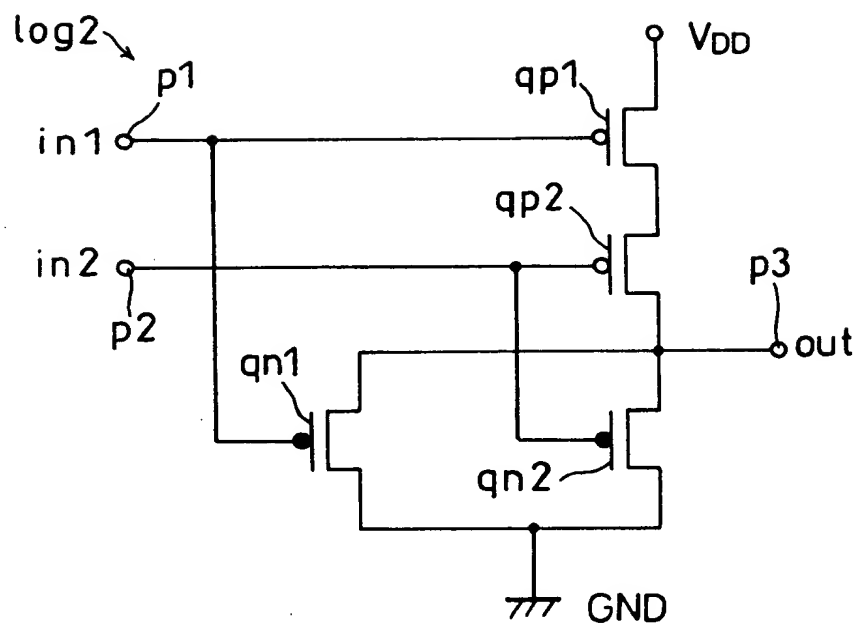 log2
VDD
p1
qp1
in1
qp2
in2
p3
p2
out
qn1
qn2
GND